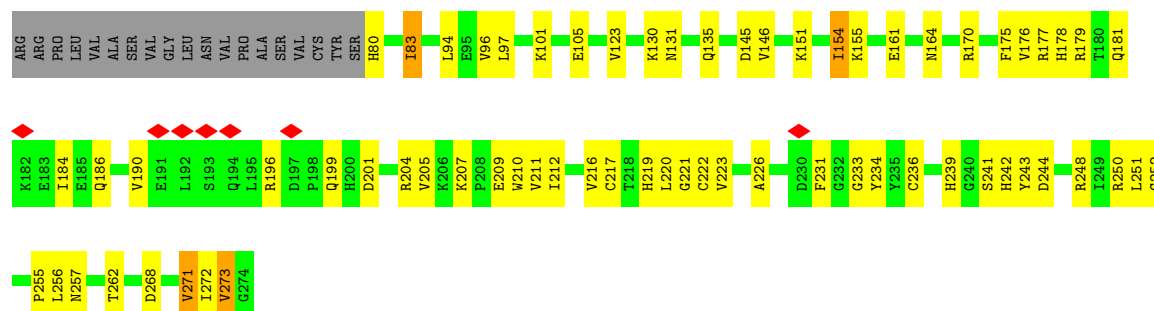 ARG ARG PRO LEU VAL ALA SER VAL GLY LEU ASN VAL PRO ALA SER VAL CYS TYR SER H80 I83 L94 E95 V96 L97 K101 E105 V123 K130 N131 Q135 D145 V146 K151 I154 K155 E161 N164 R170 F175 V176 R177 H178 R179 T180 Q181
K182 E183 I184 E185 Q186 V190 E191 L192 S193 Q194 L195 R196 D197 P198 Q199 H200 D201 R204 V205 K206 K207 P208 E209 W210 V211 I212 V216 C217 T218 H219 L220 G221 C222 V223 A226 D230 F231 G232 G233 Y234 Y235 C236 H239 G240 S241 H242 Y243 D244 R248 I249 R250 L251
P255 L256 N257 T262 D268 V271 I272 V273 G274